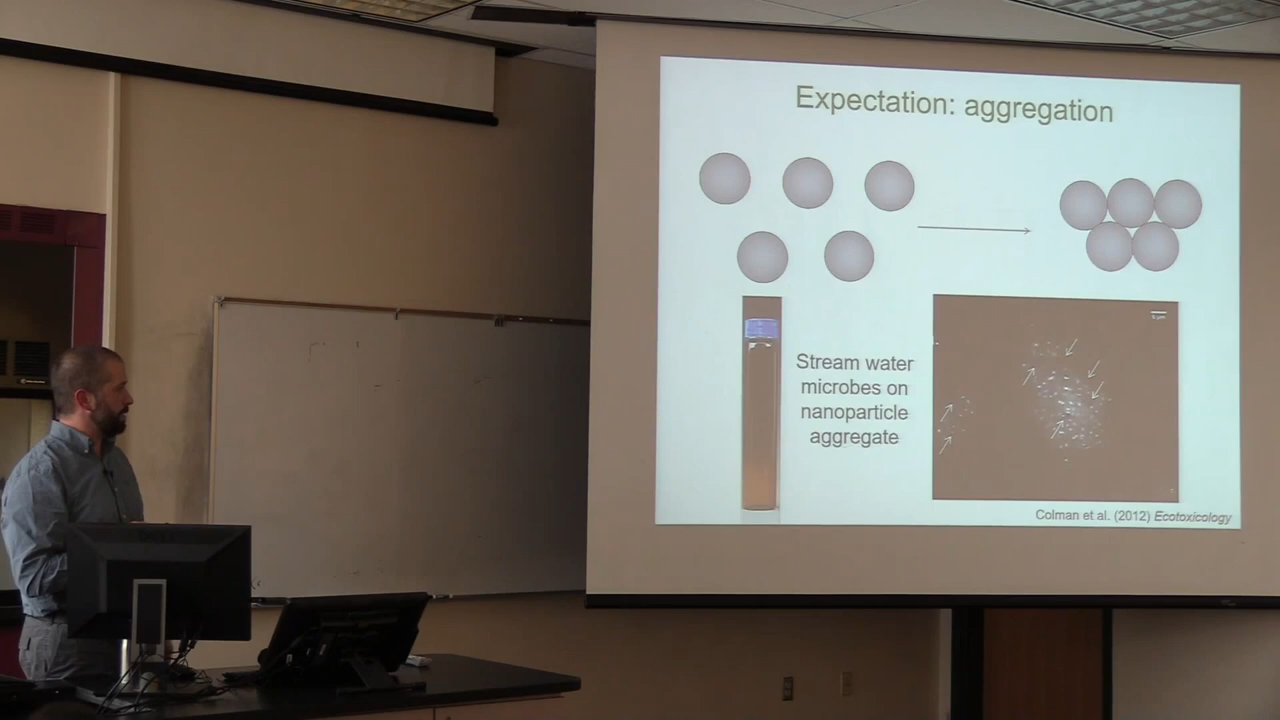 Expectation: aggregation
Stream water
microbes on
nanoparticle
aggregate
Colman et al. (2012) Ecotoxicology